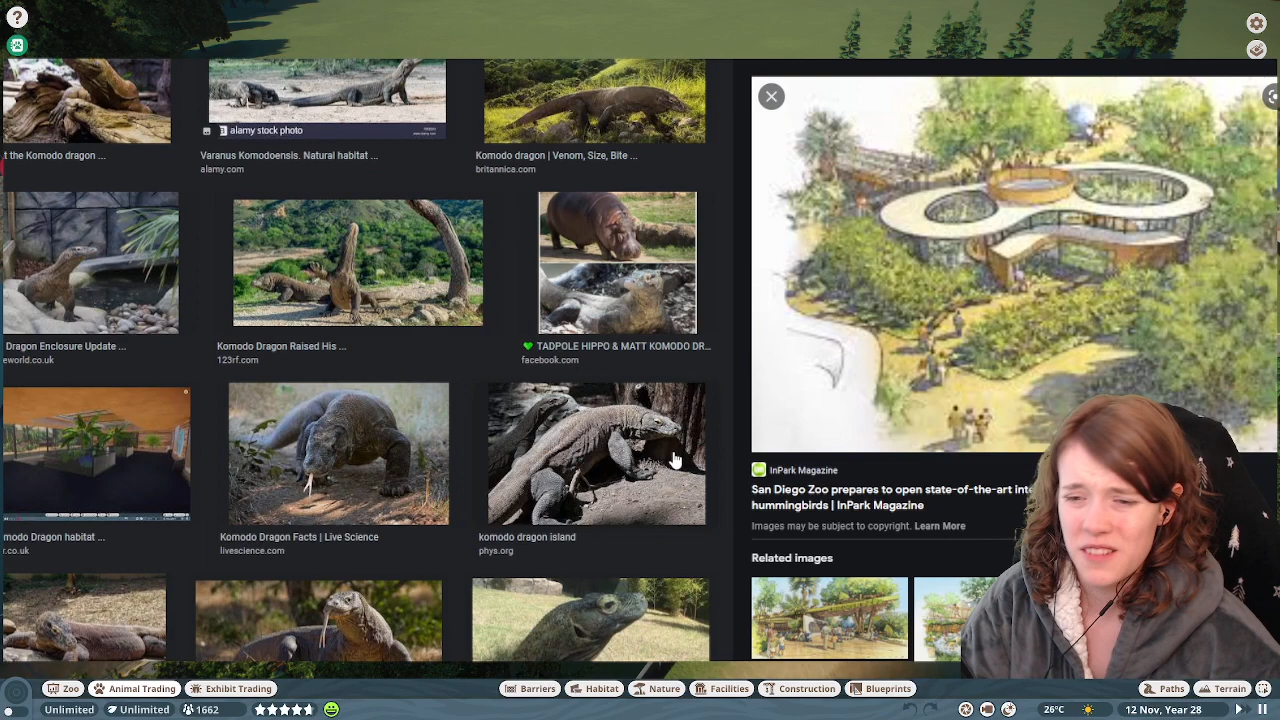 alamy stock photo
t the Komodo dragon ...
Varanus Komodoensis. Natural habitat ...
alamy.com
Komodo dragon | Venom, Size, Bite ...
britannica.com
Dragon Enclosure Update ...
eworld.co.uk
Komodo Dragon Raised His ...
123rf.com
TADPOLE HIPPO & MATT KOMODO DR...
facebook.com
InPark Magazine
San Diego Zoo prepares to open state-of-the-art inte
hummingbirds | InPark Magazine
Images may be subject to copyright. Learn More
modo Dragon habitat ...
r.co.uk
Komodo Dragon Facts | Live Science
livescience.com
komodo dragon island
phys.org
Related images
Zoo
Animal Trading
Exhibit Trading
Barriers
Habitat
Nature
Facilities
Construction
Blueprints
Paths
Terrain
Unlimited
Unlimited
1662
26°C
12 Nov, Year 28